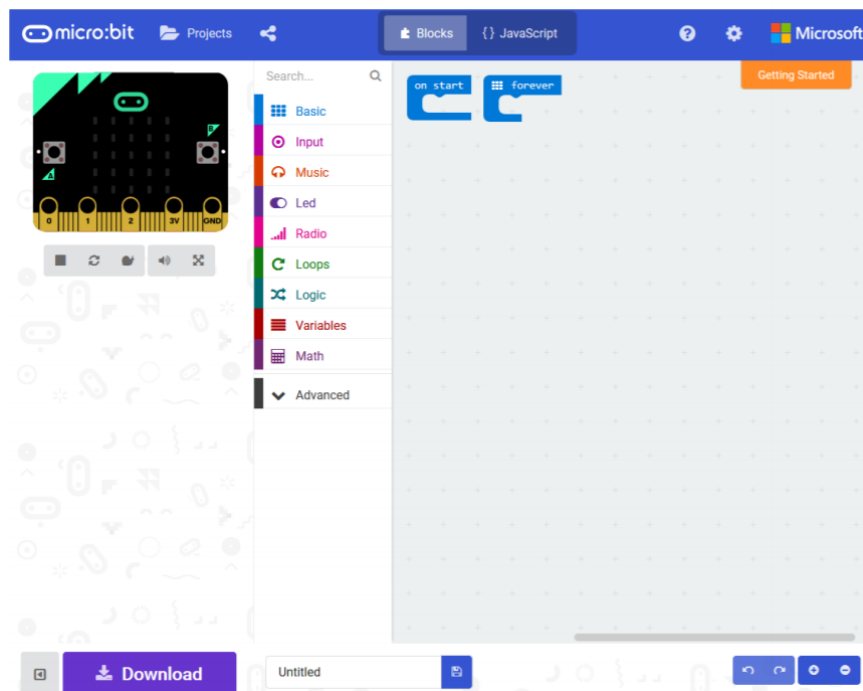 micro:bit Projects Blocks {} JavaScript ? Microsoft
Search...
Getting Started
on start
forever
Basic
Input
Music
Led
Radio
Loops
Logic
Variables
Math
Advanced
B
A
0 1 2 3V GND
Download
Untitled